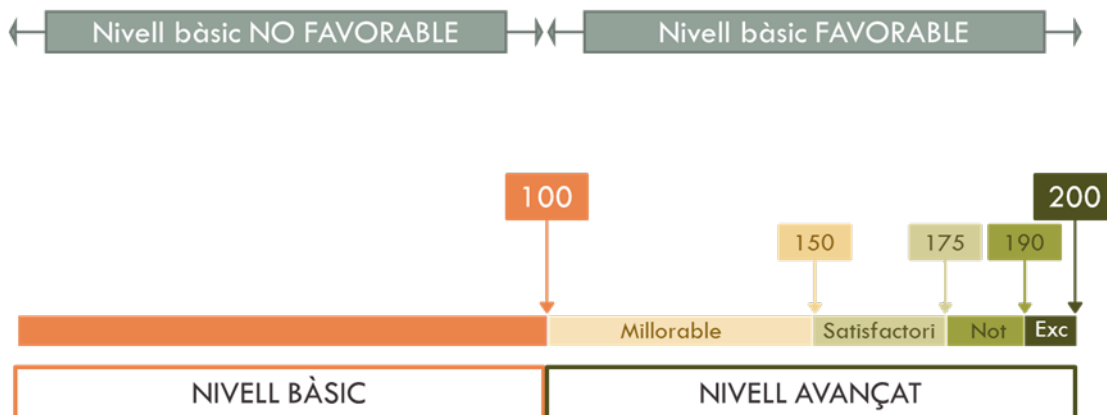 Nivell bàsic NO FAVORABLE
Nivell bàsic FAVORABLE
100
200
150
175
190
Millorable
Satisfactori
Not
Exc
NIVELL BÀSIC
NIVELL AVANÇAT